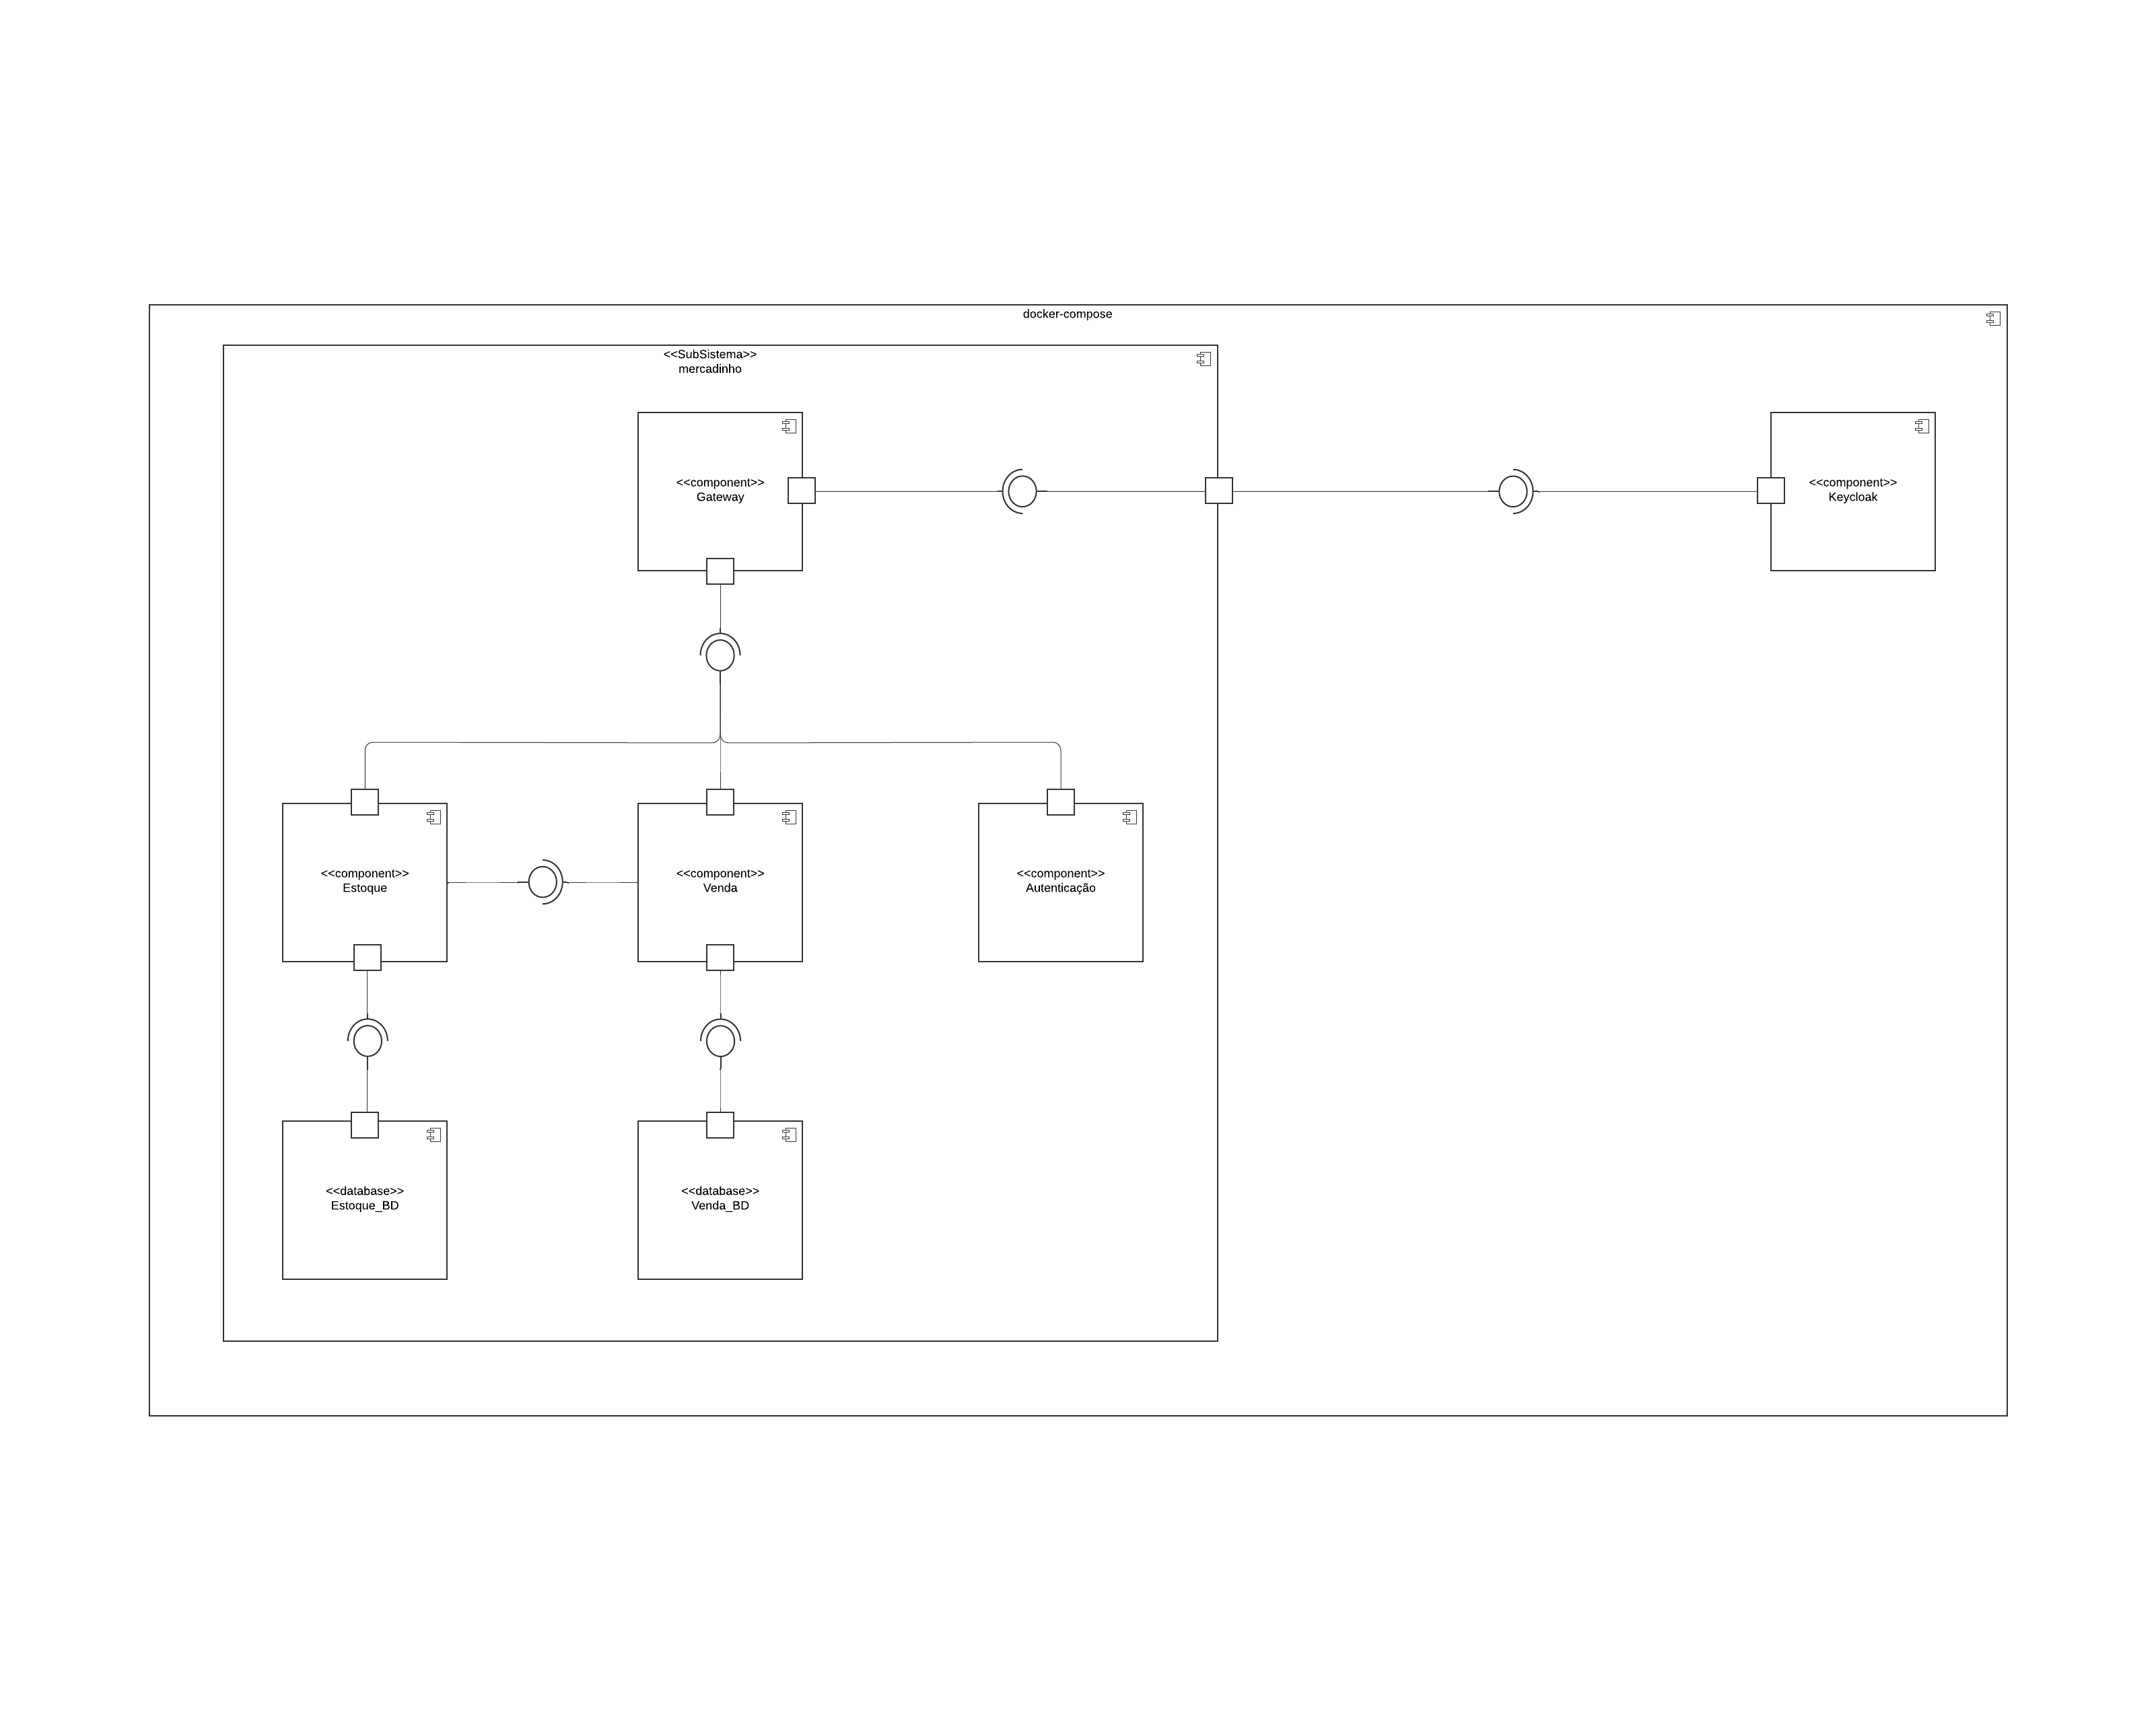 docker-compose
<<SubSistema>>
mercadinho
<<component>>
Gateway
<<component>>
Keycloak
<<component>>
Estoque
<<component>>
Venda
<<component>>
Autenticação
<<database>>
Estoque_BD
<<database>>
Venda_BD